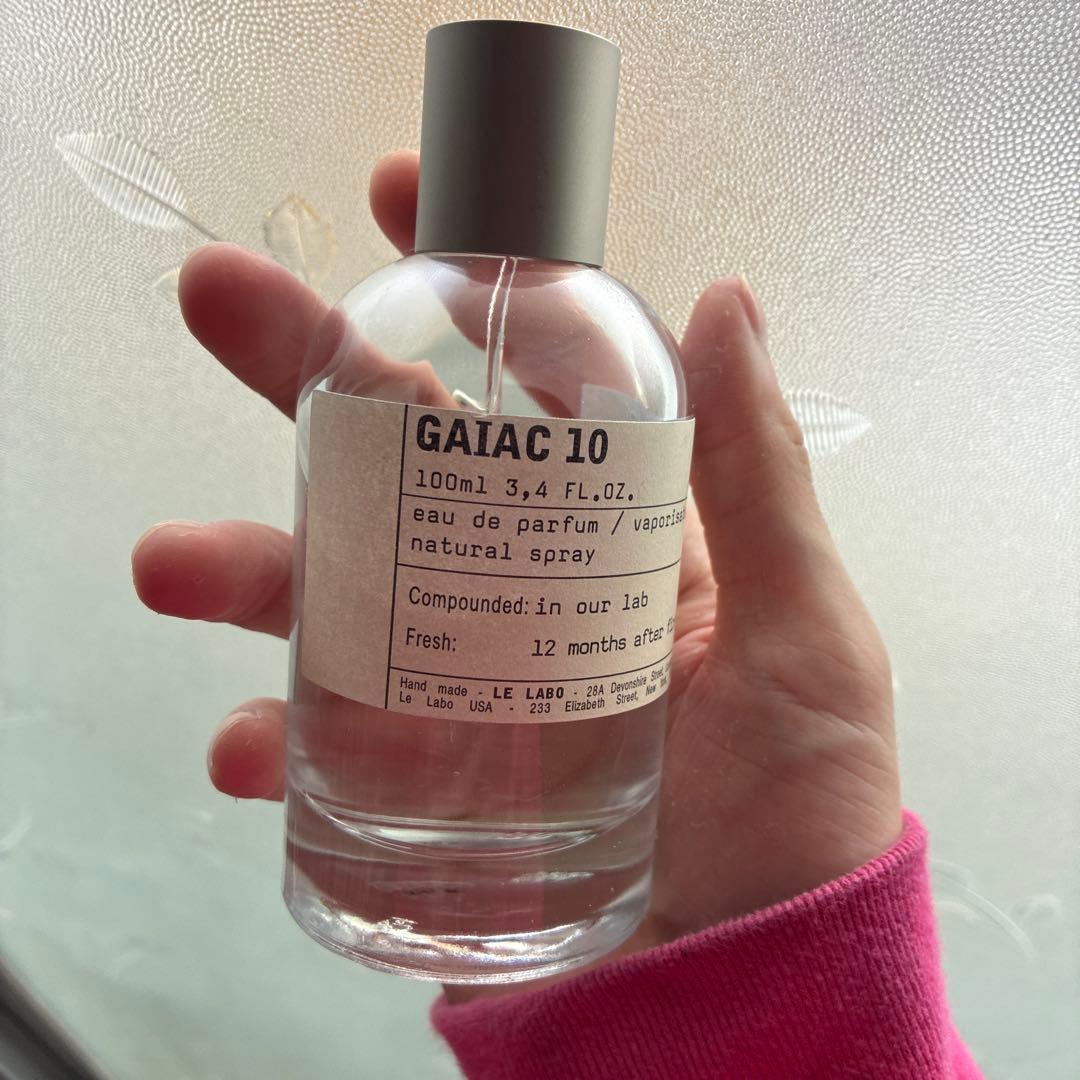 GAIAC 10
100ml 3,4 FL.OZ.
eau de parfum /
natural spray
Compounded: in our lab
Fresh: 12 months after
Hand made - LE LABO - 28A Devonshire Street,
Le Labo USA - 233 Elizabeth Street, New